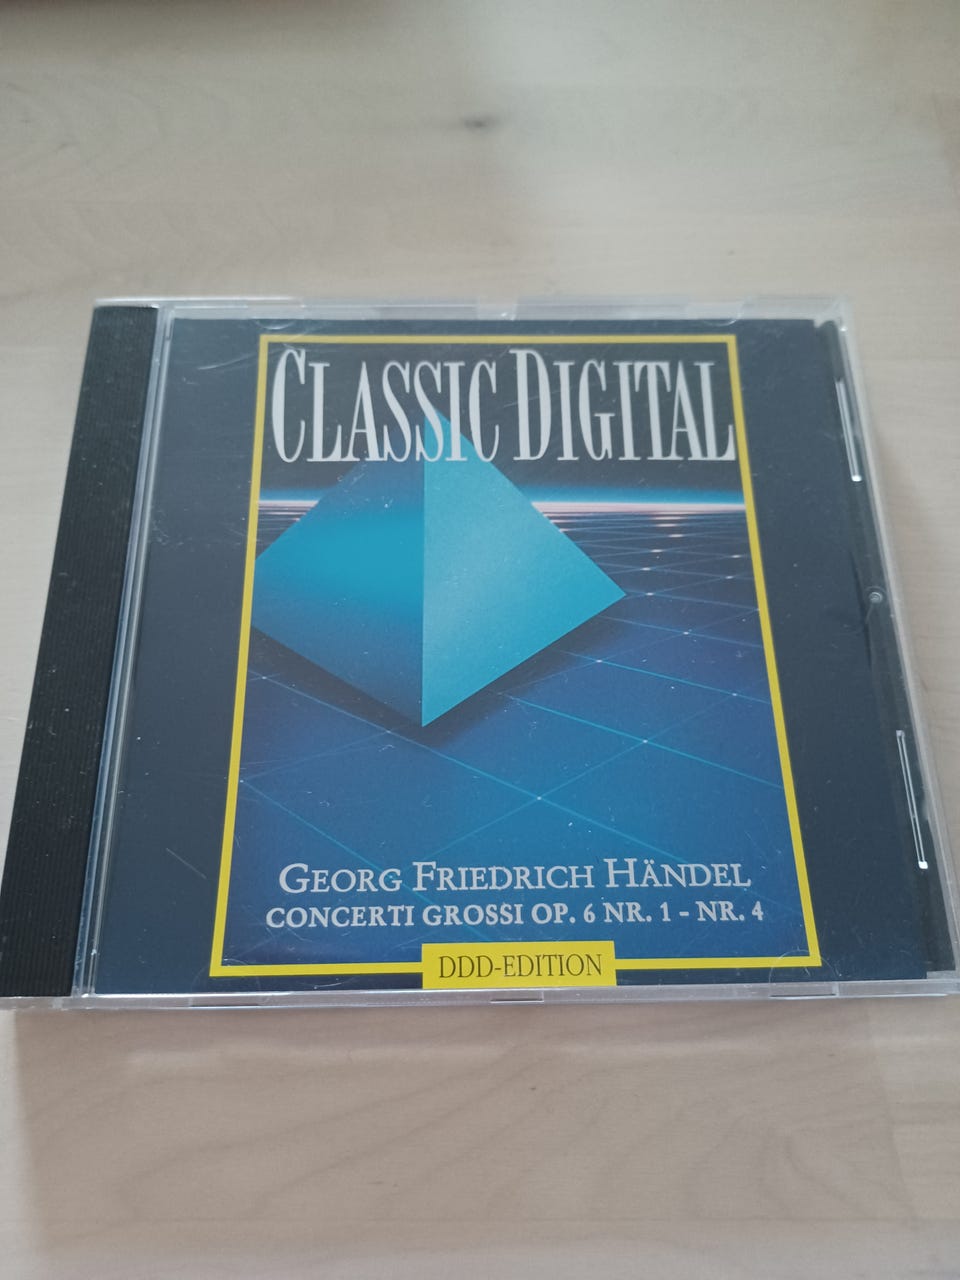 CLASSIC DIGITAL
GEORG FRIEDRICH HÄNDEL
CONCERTI GROSSI OP. 6 NR. 1 - NR. 4
DDD-EDITION